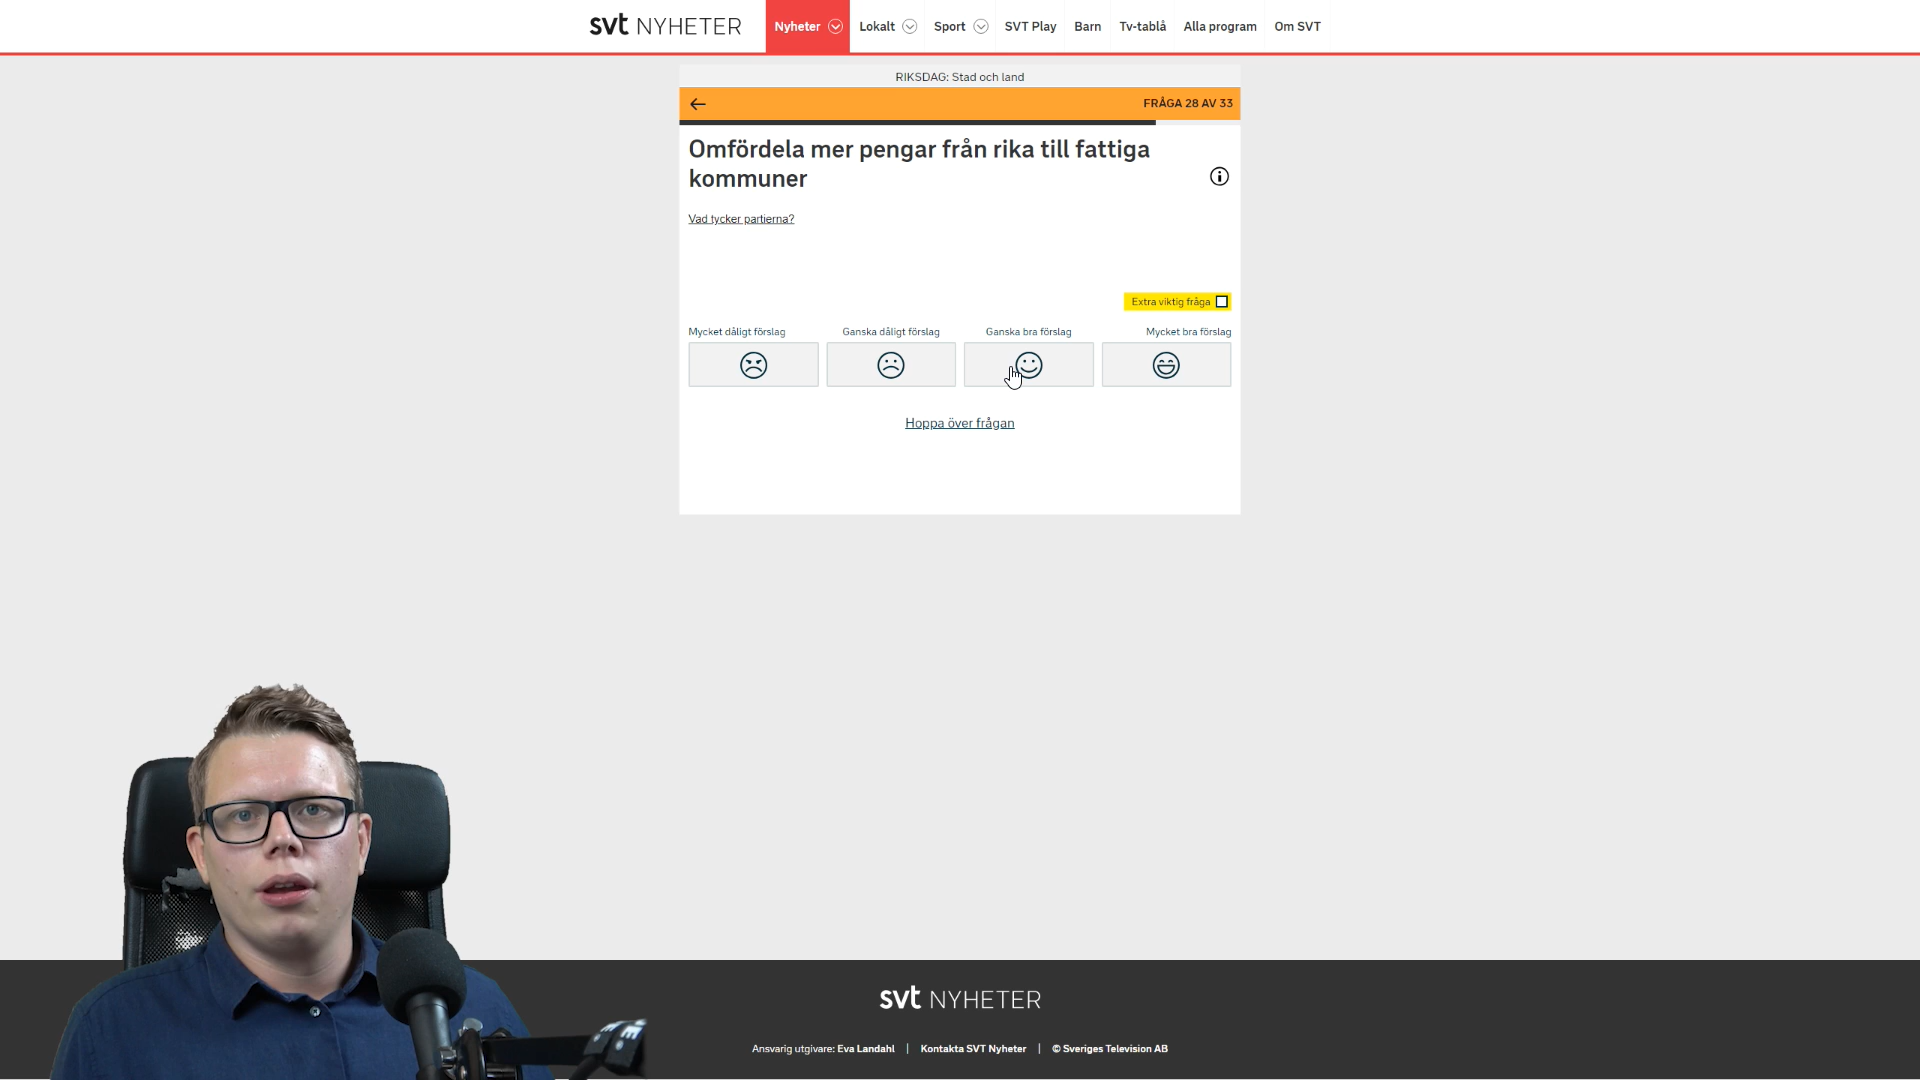 svt NYHETER
Nyheter Lokalt Sport SVT Play Barn Tv-tablå Alla program Om SVT
RIKSDAG: Stad och land
FRÅGA 28 AV 33
Omfördela mer pengar från rika till fattiga
kommuner
Vad tycker partierna?
Extra viktig fråga
Mycket dåligt förslag Ganska dåligt förslag Ganska bra förslag Mycket bra förslag
Hoppa över frågan
svt NYHETER
Ansvarig utgivare: Eva Landahl | Kontakta SVT Nyheter | © Sveriges Television AB